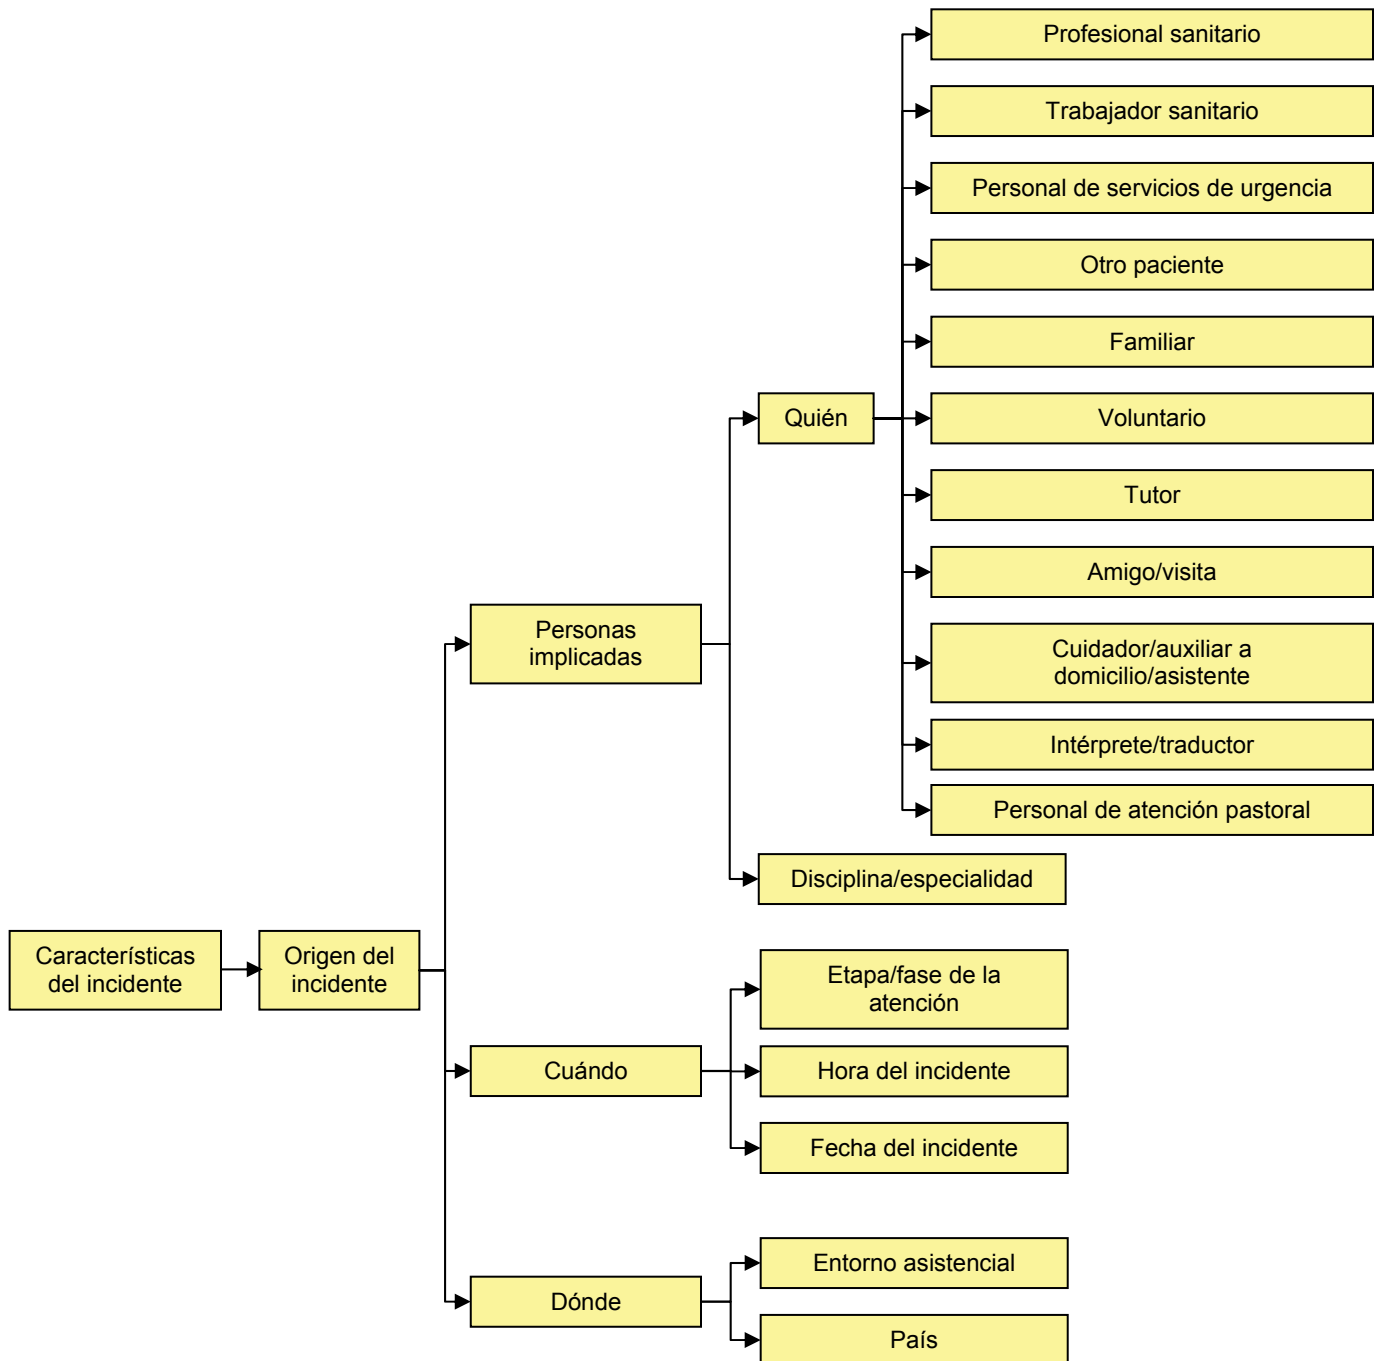 Profesional sanitario
Trabajador sanitario
Personal de servicios de urgencia
Otro paciente
Familiar
Quién
Voluntario
Tutor
Amigo/visita
Personas
implicadas
Cuidador/auxiliar a
domicilio/asistente
Intérprete/traductor
Personal de atención pastoral
Disciplina/especialidad
Características
del incidente
Origen del
incidente
Etapa/fase de la
atención
Cuándo
Hora del incidente
Fecha del incidente
Entorno asistencial
Dónde
País